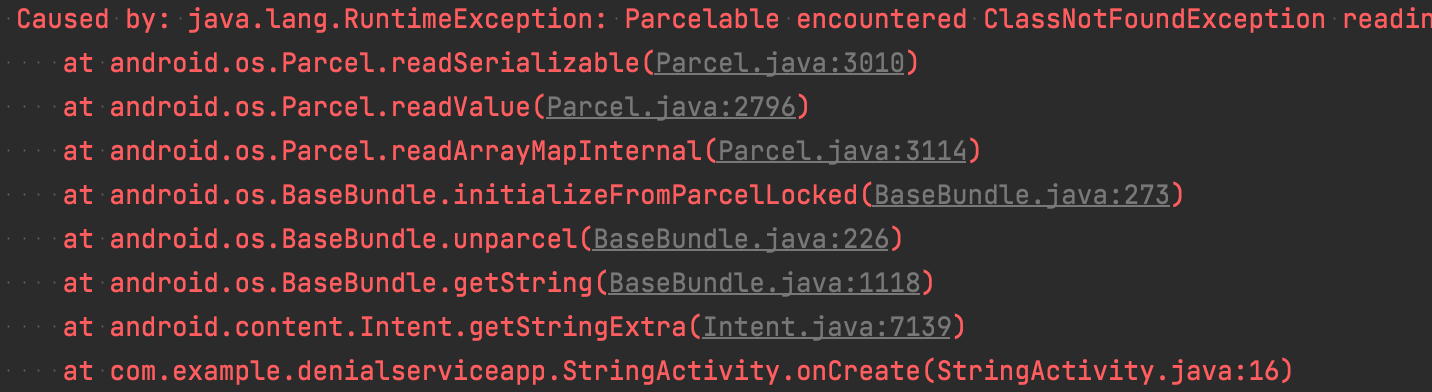 Caused by: java.lang.RuntimeException: Parcelable encountered ClassNotFoundException
at android.os.Parcel.readSerializable(Parcel.java:3010)
at android.os.Parcel.readValue(Parcel.java:2796)
at android.os.Parcel.readArrayMapInternal(Parcel.java:3114)
at android.os.BaseBundle.initializeFromParcelLocked(BaseBundle.java:273)
at android.os.BaseBundle.unparcel(BaseBundle.java:226)
at android.os.BaseBundle.getString(BaseBundle.java:1118)
at android.content.Intent.getStringExtra(Intent.java:7139)
at com.example.denialserviceapp.StringActivity.onCreate(StringActivity.java:16)